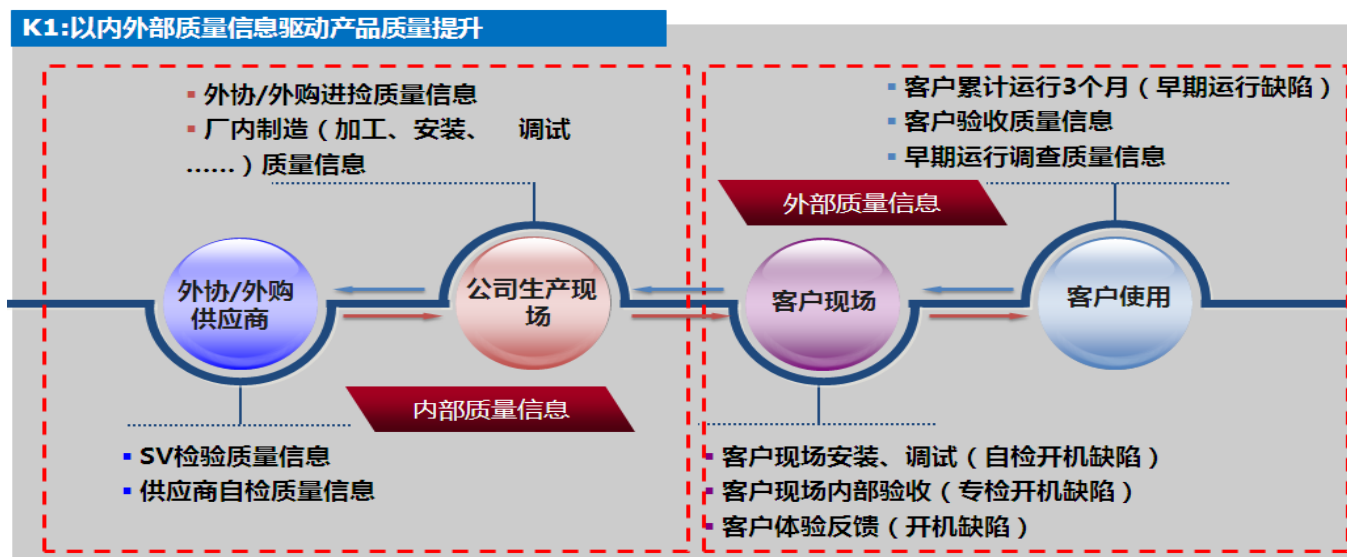 K1:以内外部质量信息驱动产品质量提升
▪ 外协/外购进捡质量信息
▪ 厂内制造（加工、安装、 调试
……）质量信息
▪ 客户累计运行3个月（早期运行缺陷）
▪ 客户验收质量信息
▪ 早期运行调查质量信息
外部质量信息
外协/外购
供应商
公司生产现
场
客户现场
客户使用
内部质量信息
▪ SV检验质量信息
▪ 供应商自检质量信息
▪ 客户现场安装、调试（自检开机缺陷）
▪ 客户现场内部验收（专检开机缺陷）
▪ 客户体验反馈（开机缺陷）